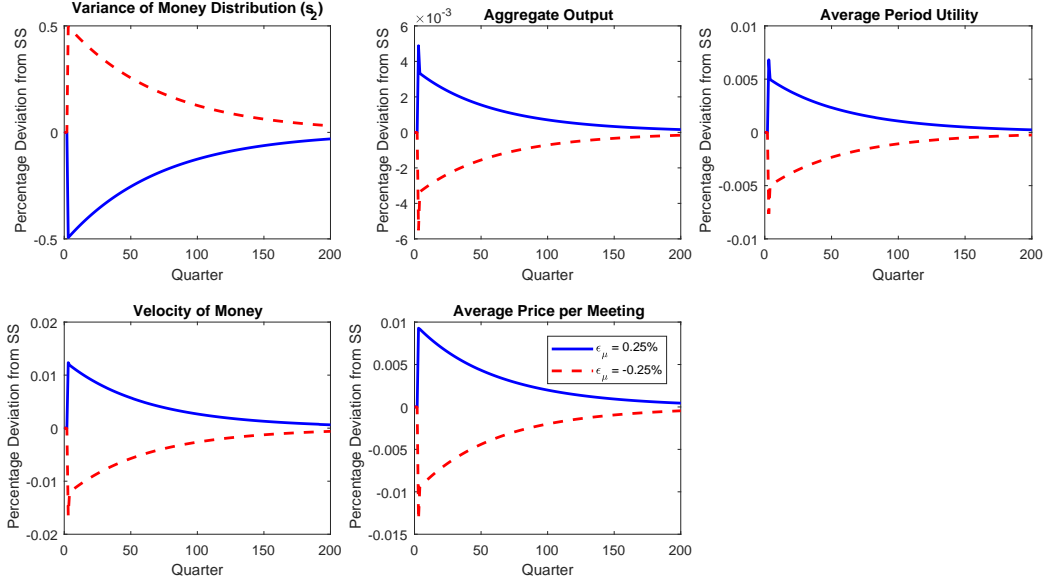 Variance of Money Distribution (s2)
Percentage Deviation from SS
0.5
0
-0.5
0 50 100 150 200
Quarter
Aggregate Output
×10-3
Percentage Deviation from SS
6
4
2
0
-2
-4
-6
0 50 100 150 200
Quarter
Average Period Utility
Percentage Deviation from SS
0.01
0.005
0
-0.005
-0.01
0 50 100 150 200
Quarter
Velocity of Money
Percentage Deviation from SS
0.02
0.01
0
-0.01
-0.02
0 50 100 150 200
Quarter
Average Price per Meeting
Percentage Deviation from SS
0.01
0.005
0
-0.005
-0.01
-0.015
0 50 100 150 200
Quarter
ϵμ = 0.25%
ϵμ = -0.25%